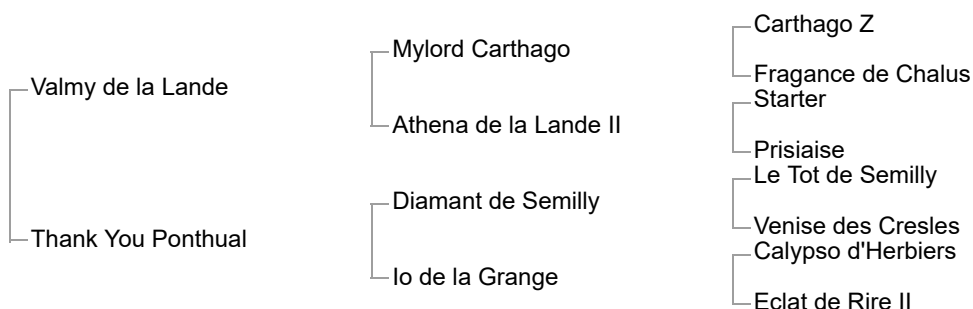 Carthago Z
Mylord Carthago
Fragance de Chalus
Valmy de la Lande
Starter
Athena de la Lande II
Prisiaise
Le Tot de Semilly
Diamant de Semilly
Venise des Cresles
Thank You Ponthual
Calypso d'Herbiers
Io de la Grange
Eclat de Rire II